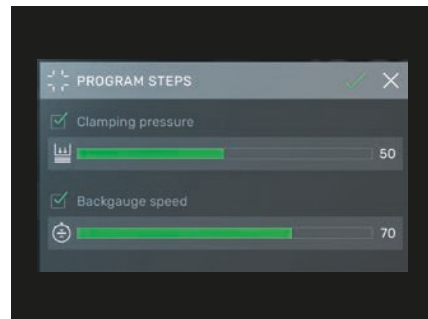 PROGRAM STEPS
Clamping pressure
50
Backgauge speed
70